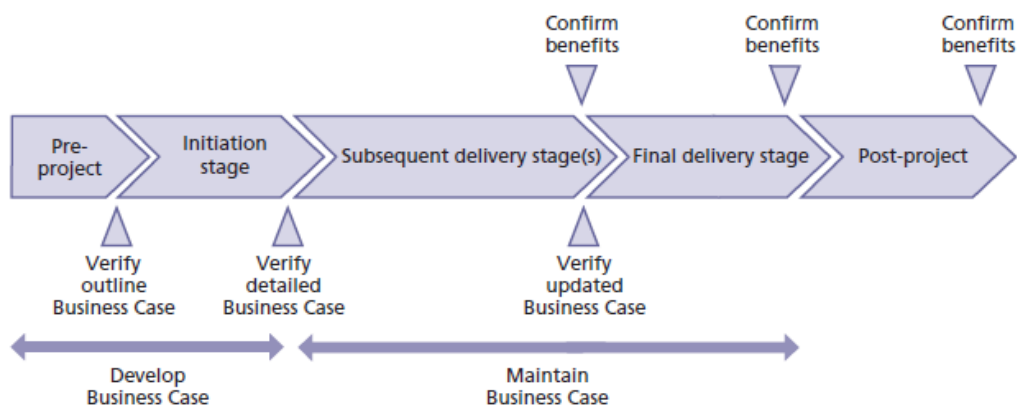 Confirm
benefits
Confirm
benefits
Confirm
benefits
Pre-
project
Initiation
stage
Subsequent delivery stage(s)
Final delivery stage
Post-project
Verify
outline
Business Case
Verify
detailed
Business Case
Verify
updated
Business Case
Develop
Business Case
Maintain
Business Case